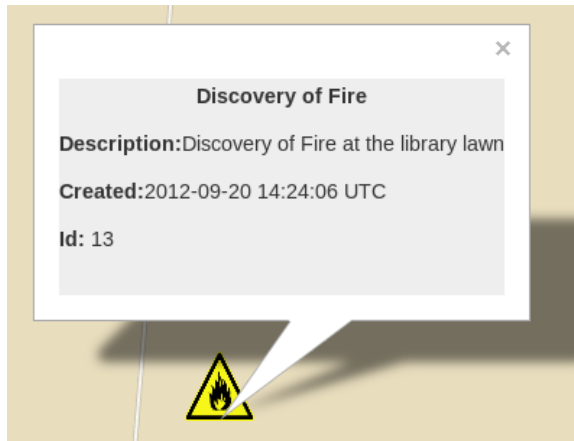 ×
Discovery of Fire
Description:Discovery of Fire at the library lawn
Created:2012-09-20 14:24:06 UTC
Id: 13